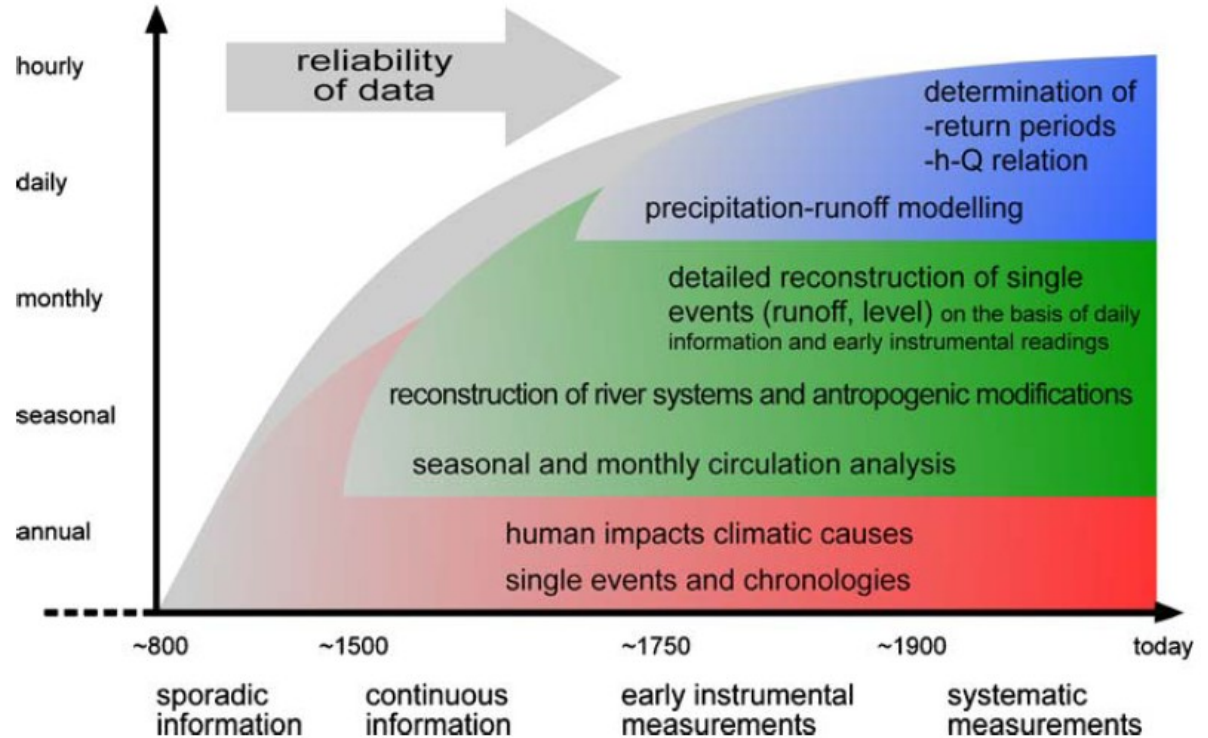 hourly
reliability
of data
determination of
-return periods
-h-Q relation
daily
precipitation-runoff modelling
detailed reconstruction of single
monthly
events (runoff, level) on the basis of daily
information and early instrumental readings
reconstruction of river systems and antropogenic modifications
seasonal
seasonal and monthly circulation analysis
annual
human impacts climatic causes
single events and chronologies
~800
~1500
~1750
~1900
today
sporadic
information
continuous
information
early instrumental
measurements
systematic
measurements